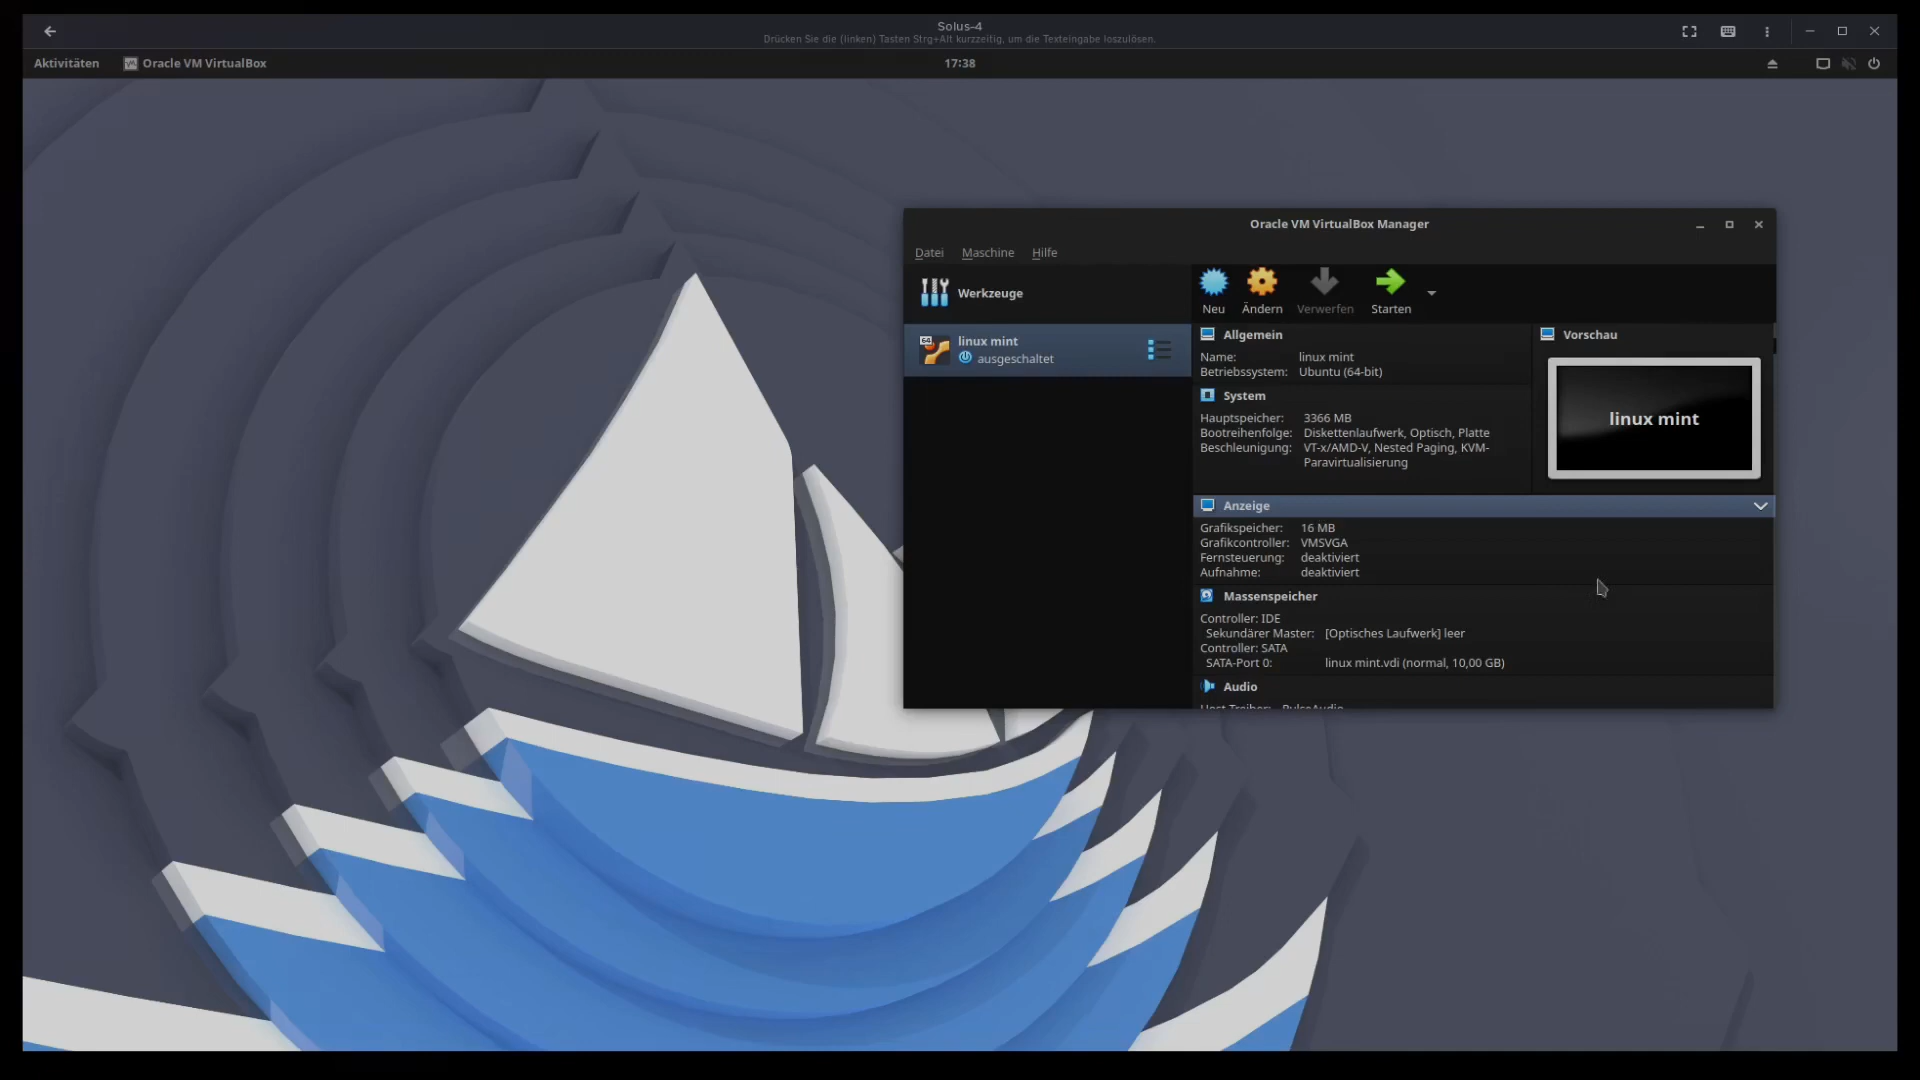 Solus-4
Drücken Sie die (linken) Tasten Strg+Alt kurzzeitig, um die Texteingabe loszulösen.
Aktivitäten Oracle VM VirtualBox 17:38
Oracle VM VirtualBox Manager
Datei Maschine Hilfe
Werkzeuge
Neu Ändern Verwerfen Starten
64 linux mint
ausgeschaltet
Allgemein
Name: linux mint
Betriebssystem: Ubuntu (64-bit)
System
Hauptspeicher: 3366 MB
Bootreihenfolge: Diskettenlaufwerk, Optisch, Platte
Beschleunigung: VT-x/AMD-V, Nested Paging, KVM-
Paravirtualisierung
Vorschau
linux mint
Anzeige
Grafikspeicher: 16 MB
Grafikcontroller: VMSVGA
Fernsteuerung: deaktiviert
Aufnahme: deaktiviert
Massenspeicher
Controller: IDE
Sekundärer Master: [Optisches Laufwerk] leer
Controller: SATA
SATA-Port 0: linux mint.vdi (normal, 10,00 GB)
Audio
Host-Treiber: PulseAudio